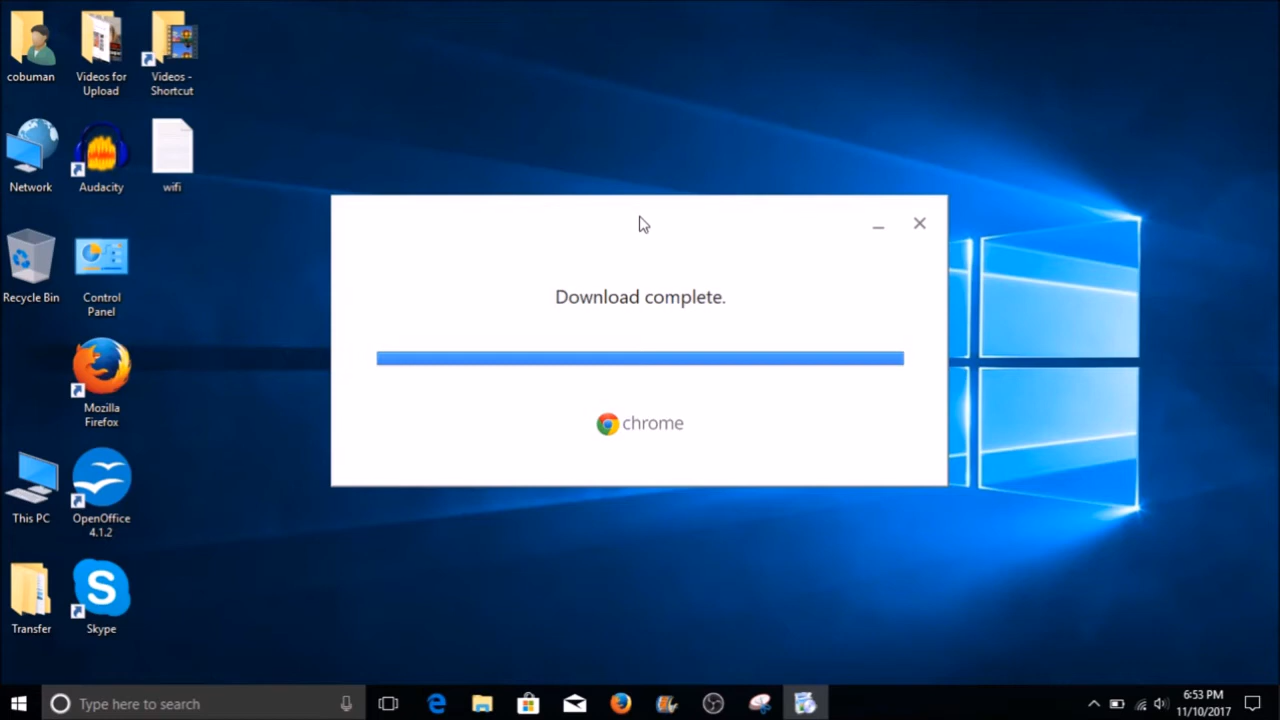 cobuman
Videos for
Upload
Videos -
Shortcut
Network
Audacity
wifi
Recycle Bin
Control
Panel
Mozilla
Firefox
This PC
OpenOffice
4.1.2
Transfer
Skype
Download complete.
chrome
Type here to search
6:53 PM
11/10/2017